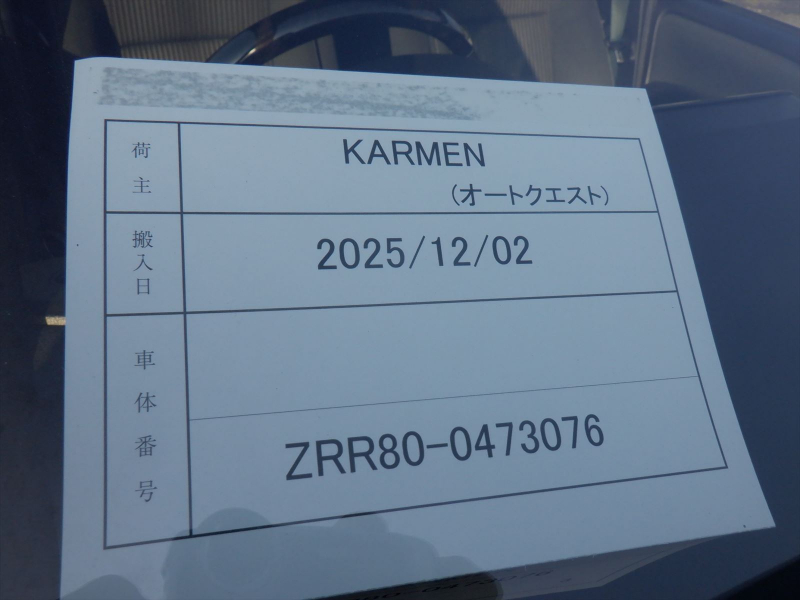 荷主
KARMEN
(オートクエスト)
搬入日
2025/12/02
車体番号
ZRR80-0473076